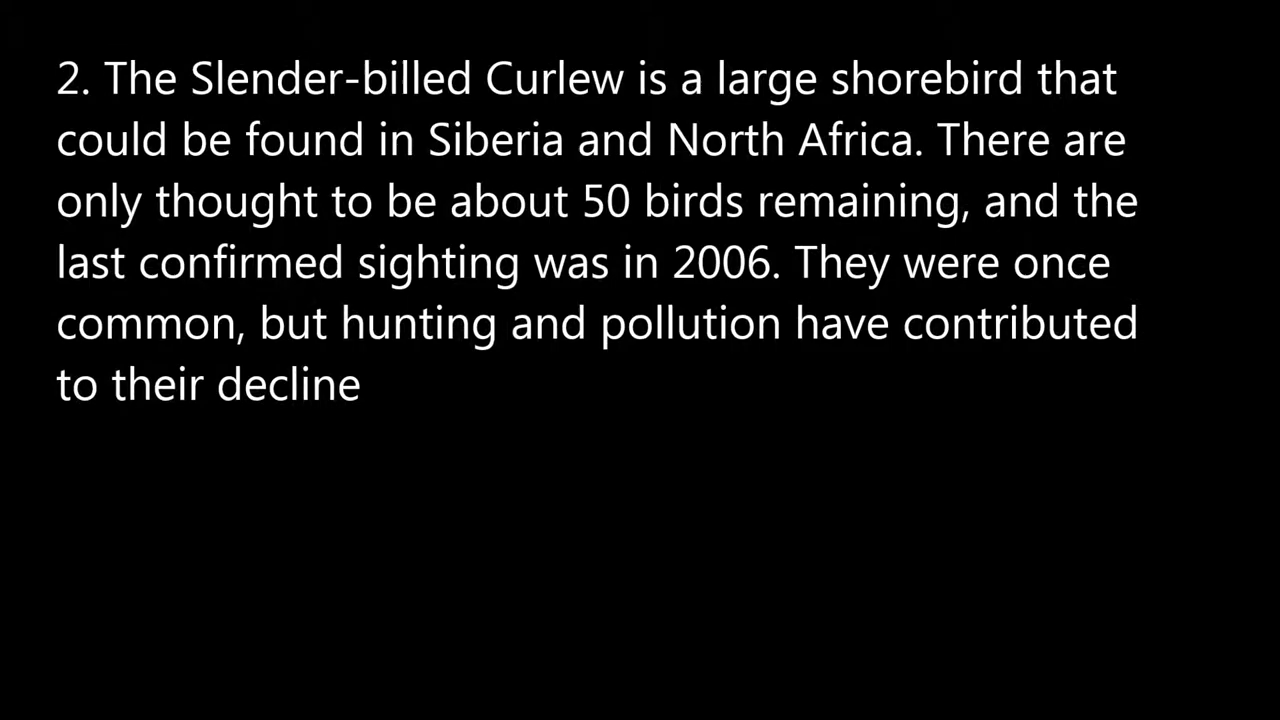 2. The Slender-billed Curlew is a large shorebird that
could be found in Siberia and North Africa. There are
only thought to be about 50 birds remaining, and the
last confirmed sighting was in 2006. They were once
common, but hunting and pollution have contributed
to their decline